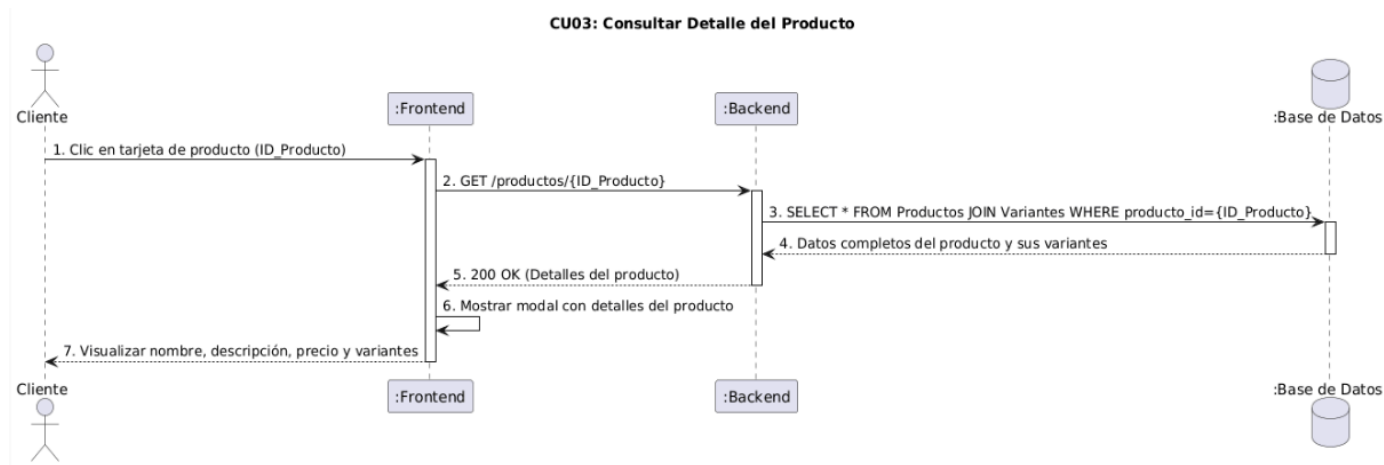 CU03: Consultar Detalle del Producto
Cliente
:Frontend
:Backend
:Base de Datos
1. Clic en tarjeta de producto (ID_Producto)
2. GET /productos/{ID_Producto}
3. SELECT * FROM Productos JOIN Variantes WHERE producto_id={ID_Producto}
4. Datos completos del producto y sus variantes
5. 200 OK (Detalles del producto)
6. Mostrar modal con detalles del producto
7. Visualizar nombre, descripción, precio y variantes
Cliente
:Frontend
:Backend
:Base de Datos